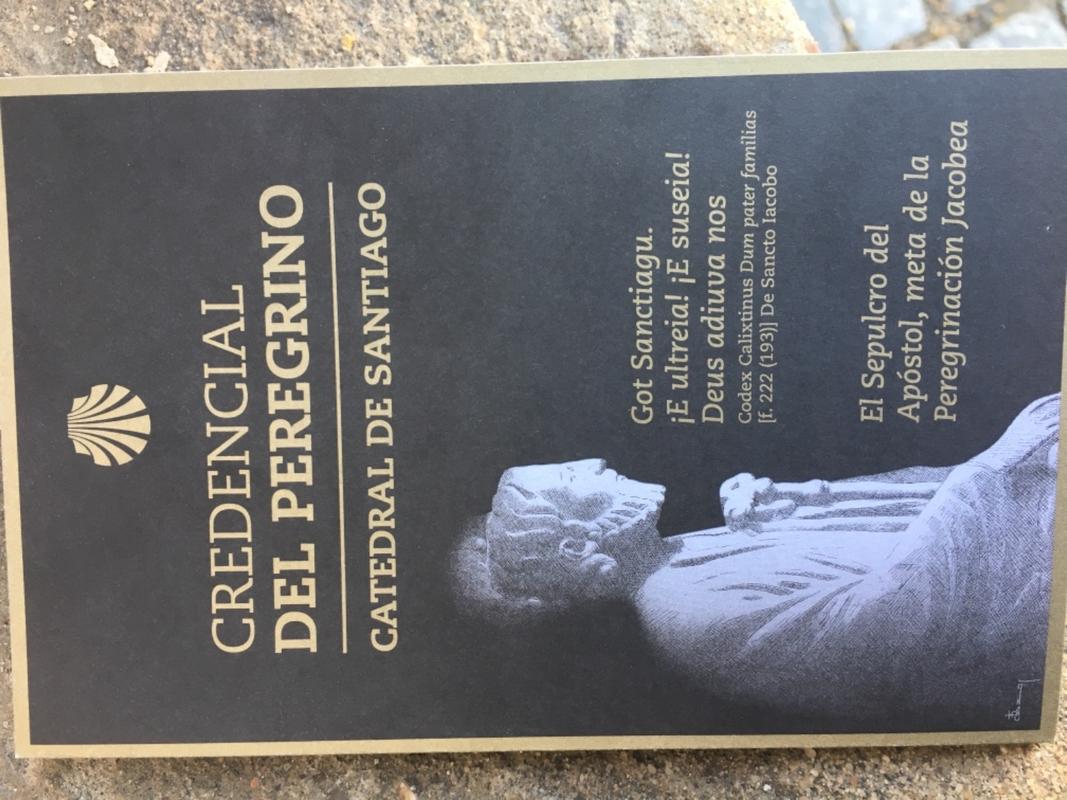 CREDENCIAL
DEL PEREGRINO
CATEDRAL DE SANTIAGO
Got Sanctiagu.
¡E ultreia! ¡E suseia!
Deus adiuva nos
Codex Calixtinus Dum pater familias
[f. 222 (193)] De Sancto Iacobo
El Sepulcro del
Apóstol, meta de la
Peregrinación Jacobea